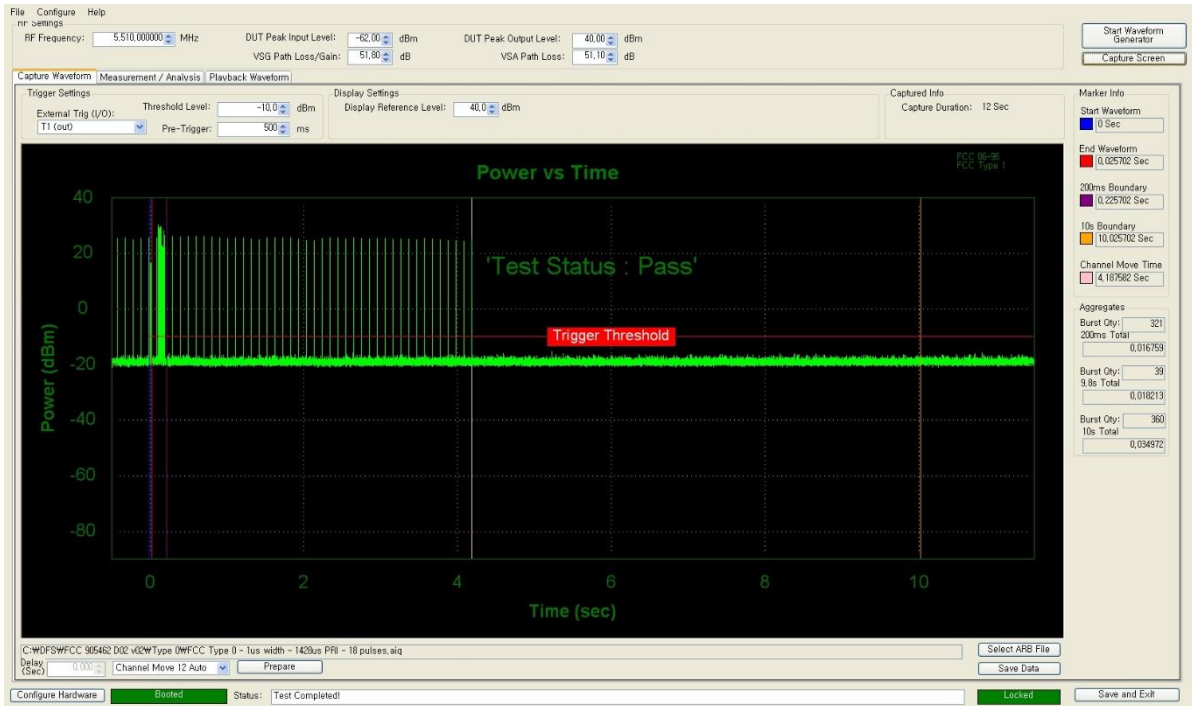 File Configure Help
RF Settings
RF Frequency: 5,510,000000 MHz DUT Peak Input Level: -62,00 dBm DUT Peak Output Level: 40,00 dBm
VSG Path Loss/Gain: 51,80 dB VSA Path Loss: 51,10 dB
Start Waveform Generator
Capture Screen
Capture Waveform Measurement / Analysis Playback Waveform
Trigger Settings
External Trig (I/O):
T1 (out)
Threshold Level: -10,0 dBm
Pre-Trigger: 500 ms
Display Settings
Display Reference Level: 40,0 dBm
Captured Info
Capture Duration: 12 Sec
Marker Info
Start Waveform
0 Sec
End Waveform
0,025702 Sec
200ms Boundary
0,225702 Sec
10s Boundary
10,025702 Sec
Channel Move Time
4,187582 Sec
Aggregates
Burst Qty: 321
200ms Total
0,016759
Burst Qty: 39
9,8s Total
0,018213
Burst Qty: 360
10s Total
0,034972
FCC 06-96
FCC Type 1
Power vs Time
'Test Status : Pass'
Trigger Threshold
Power (dBm)
40
20
0
-20
-40
-60
-80
0 2 4 6 8 10
Time (sec)
C:₩DFS₩FCC 905462 D02 v02₩Type 0₩FCC Type 0 - 1us width - 1428us PRI - 18 pulses,aiq
Select ARB File
Delay (Sec) 0,000 Channel Move 12 Auto Prepare
Save Data
Configure Hardware Booted Status: Test Completed! Locked Save and Exit